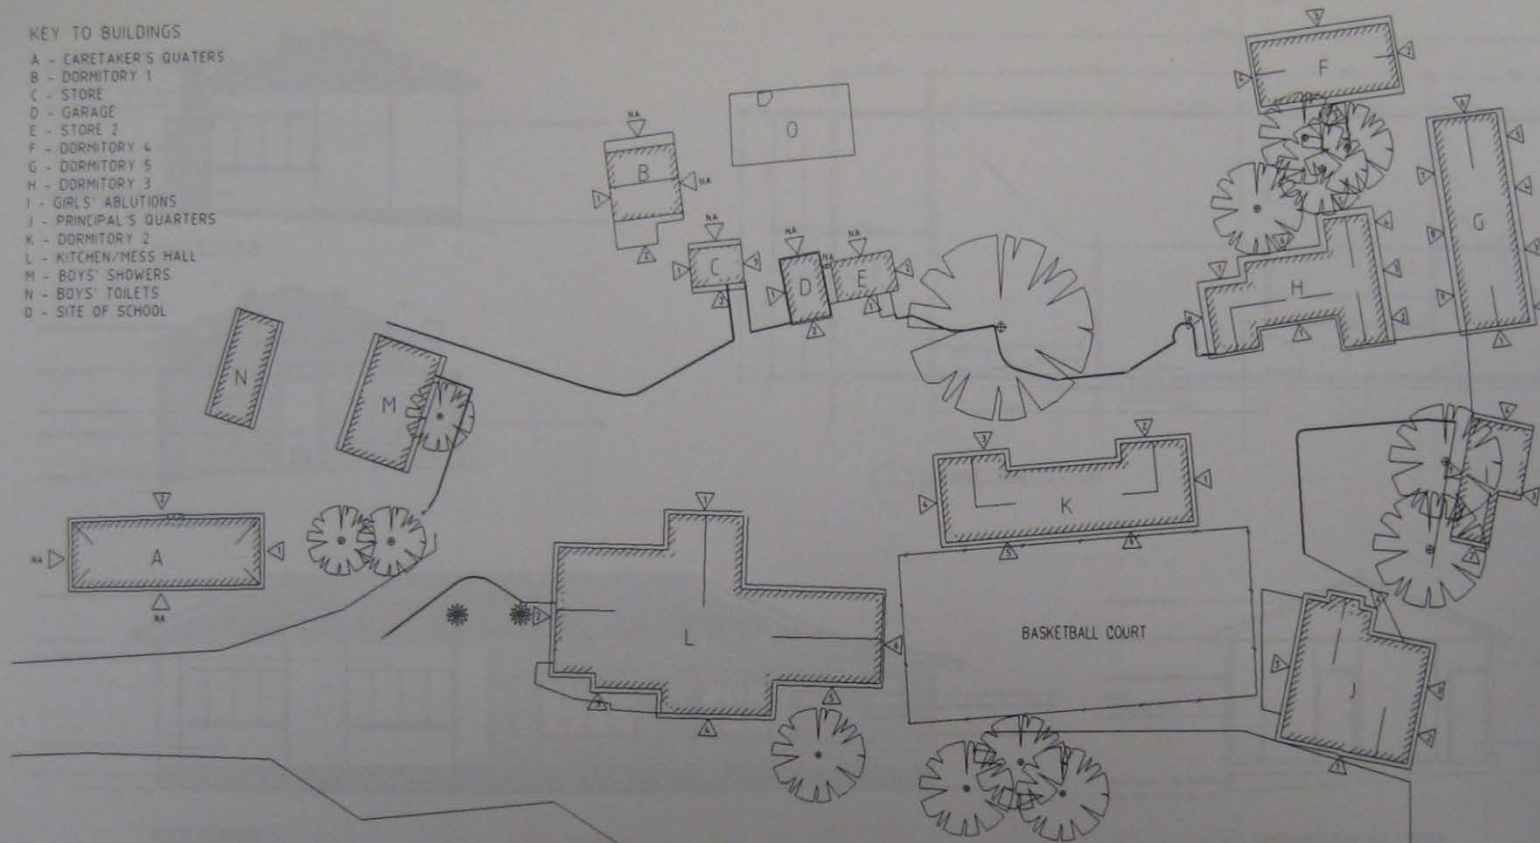 KEY TO BUILDINGS
A - CARETAKER'S QUATERS
B - DORMITORY 1
C - STORE
D - GARAGE
E - STORE 2
F - DORMITORY 4
G - DORMITORY 5
H - DORMITORY 3
I - GIRLS' ABLUTIONS
J - PRINCIPAL'S QUARTERS
K - DORMITORY 2
L - KITCHEN/MESS HALL
M - BOYS' SHOWERS
N - BOYS' TOILETS
O - SITE OF SCHOOL
F
NA
O
B
NA
G
NA
NA
NA
C
NA
D
E
H
N
M
K
NA
A
NA
L
BASKETBALL COURT
J